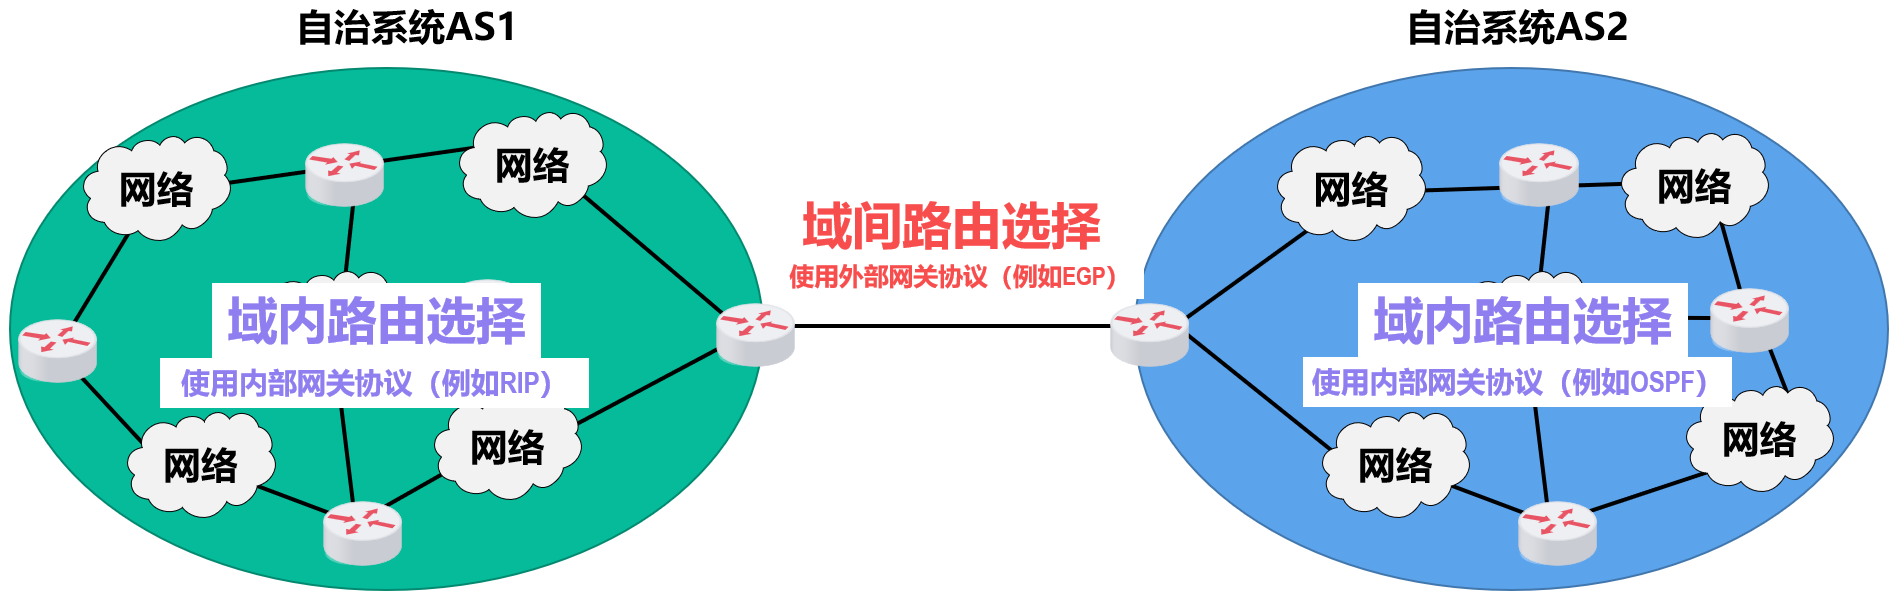 自治系统AS1
自治系统AS2
网络
网络
网络
网络
域间路由选择
使用外部网关协议（例如EGP）
域内路由选择
使用内部网关协议（例如RIP）
域内路由选择
使用内部网关协议（例如OSPF）
网络
网络
网络
网络